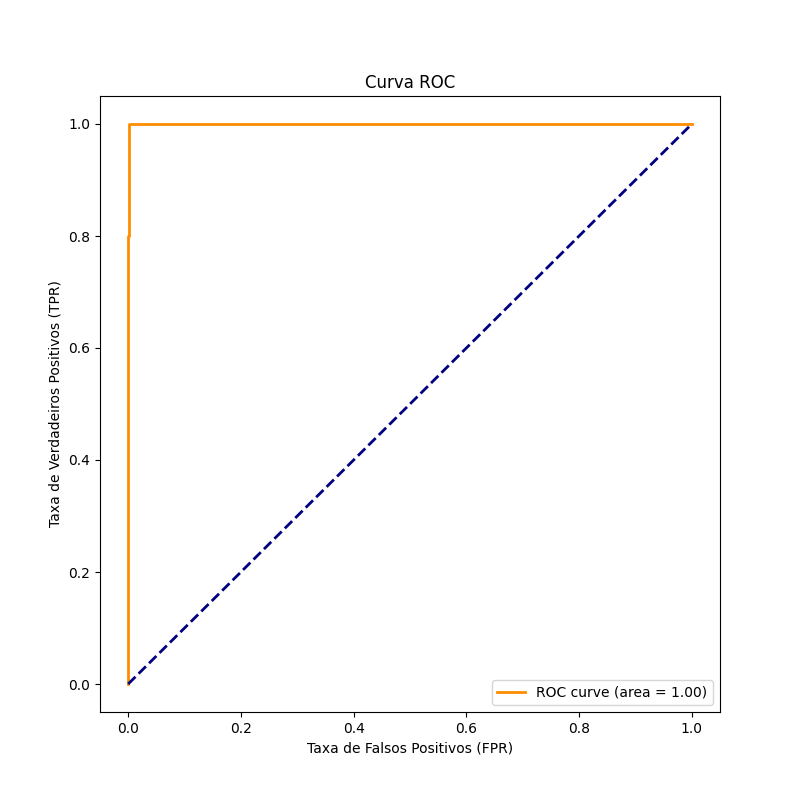 Curva ROC
1.0
0.8
0.6
0.4
0.2
0.0
Taxa de Verdadeiros Positivos (TPR)
ROC curve (area = 1.00)
0.0 0.2 0.4 0.6 0.8 1.0
Taxa de Falsos Positivos (FPR)